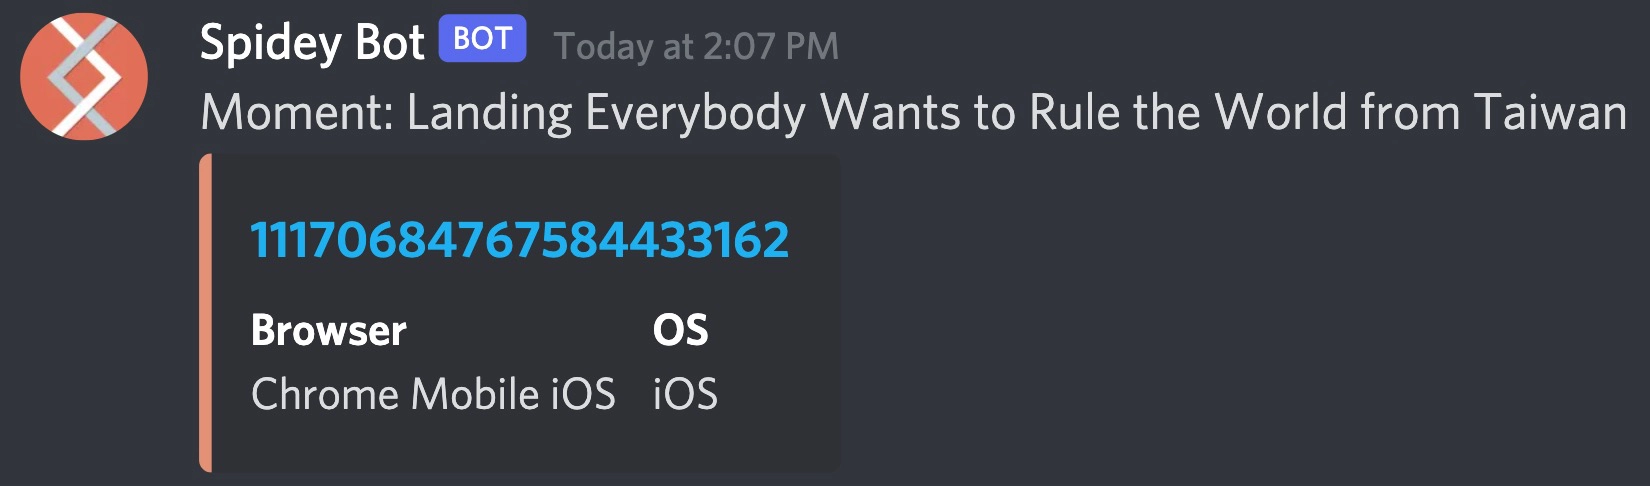 Spidey Bot BOT Today at 2:07 PM
Moment: Landing Everybody Wants to Rule the World from Taiwan
11170684767584433162
Browser OS
Chrome Mobile iOS iOS